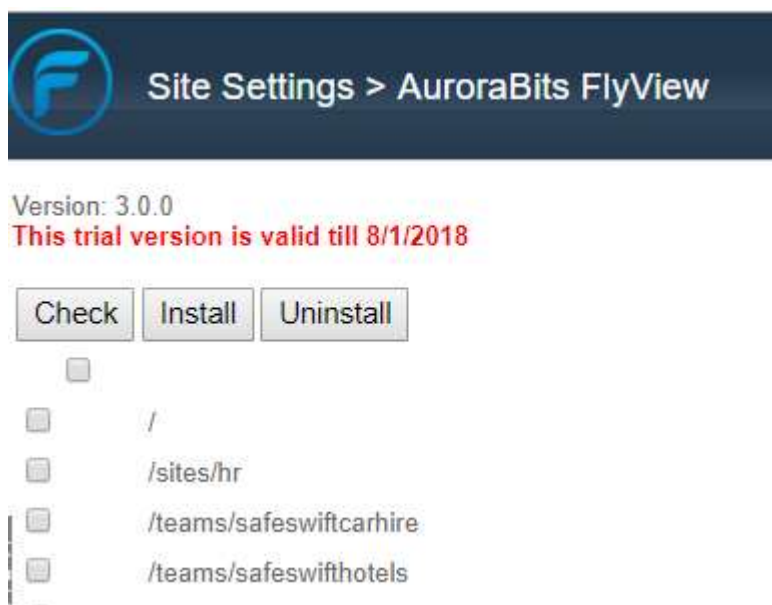 Site Settings > AuroraBits FlyView
Version: 3.0.0
This trial version is valid till 8/1/2018
Check Install Uninstall
/
/sites/hr
/teams/safeswiftcarhire
/teams/safeswifthotels